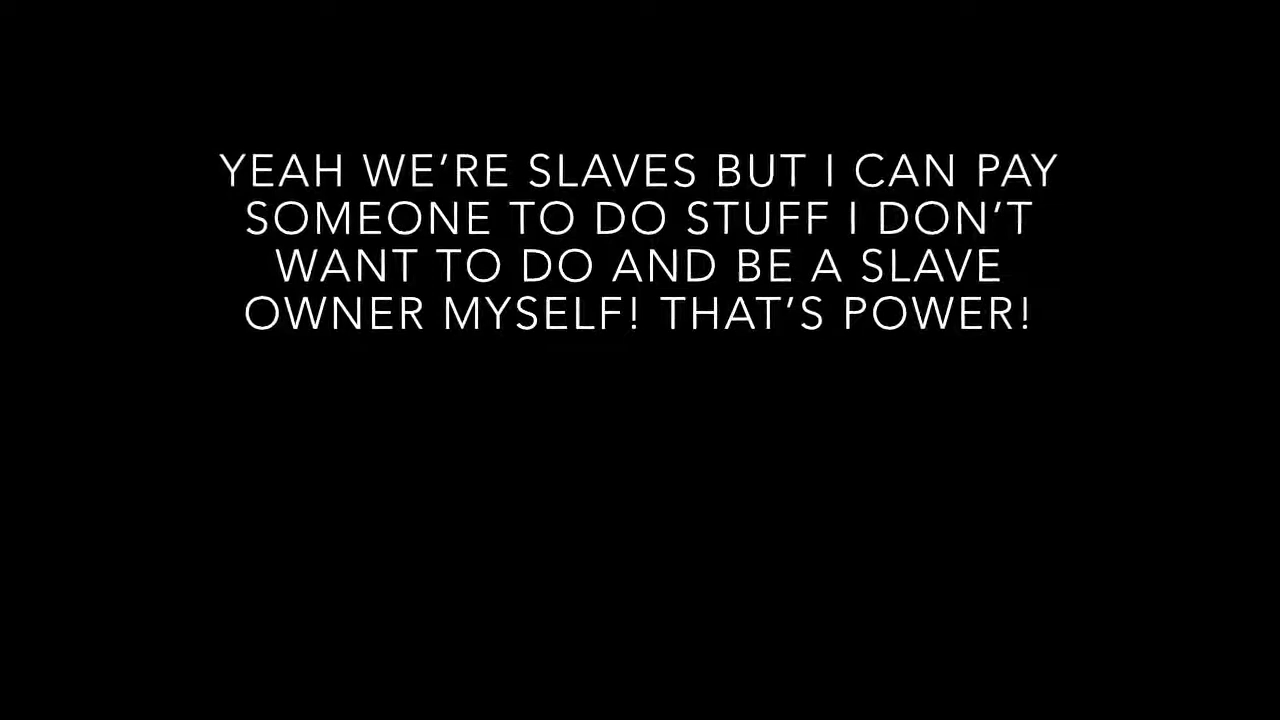 YEAH WE’RE SLAVES BUT I CAN PAY
SOMEONE TO DO STUFF I DON’T
WANT TO DO AND BE A SLAVE
OWNER MYSELF! THAT’S POWER!